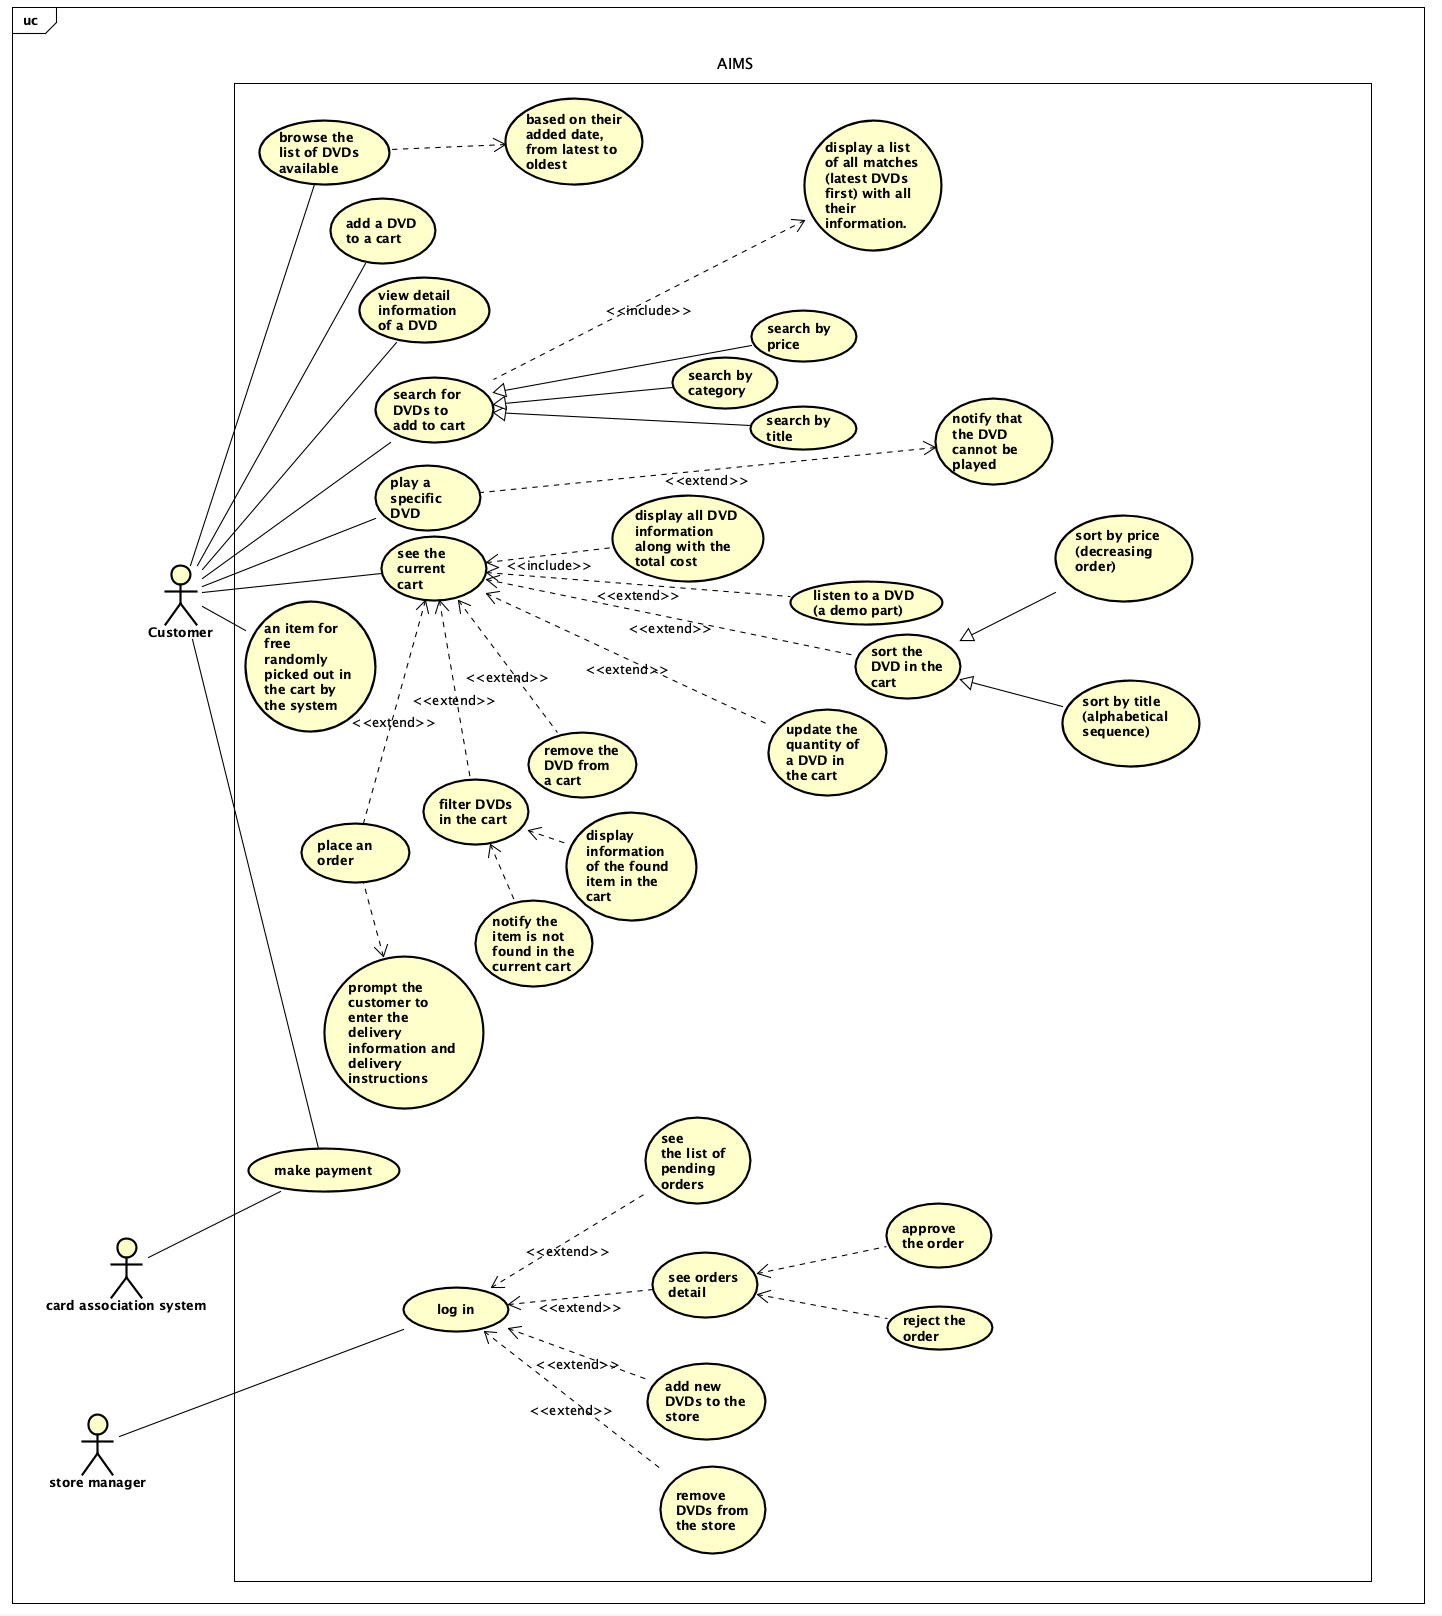 uc
AIMS
browse the
list of DVDs
available
based on their
added date,
from latest to
oldest
display a list
of all matches
(latest DVDs
first) with all
their
information.
add a DVD
to a cart
view detail
information
of a DVD
<<include>>
search by
price
search by
category
search for
DVDs to
add to cart
search by
title
notify that
the DVD
cannot be
played
play a
specific
DVD
<<extend>>
display all DVD
information
along with the
total cost
see the
current
cart
<<include>>
sort by price
(decreasing
order)
listen to a DVD
(a demo part)
<<extend>>
<<extend>>
Customer
an item for
free
randomly
picked out in
the cart by
the system
sort the
DVD in the
cart
<<extend>>
<<extend>>
<<extend>>
<<extend>>
sort by title
(alphabetical
sequence)
update the
quantity of
a DVD in
the cart
remove the
DVD from
a cart
filter DVDs
in the cart
place an
order
display
information
of the found
item in the
cart
notify the
item is not
found in the
current cart
prompt the
customer to
enter the
delivery
information and
delivery
instructions
make payment
see
the list of
pending
orders
approve
the order
<<extend>>
card association system
see orders
detail
log in
<<extend>>
reject the
order
<<extend>>
add new
DVDs to the
store
<<extend>>
store manager
remove
DVDs from
the store